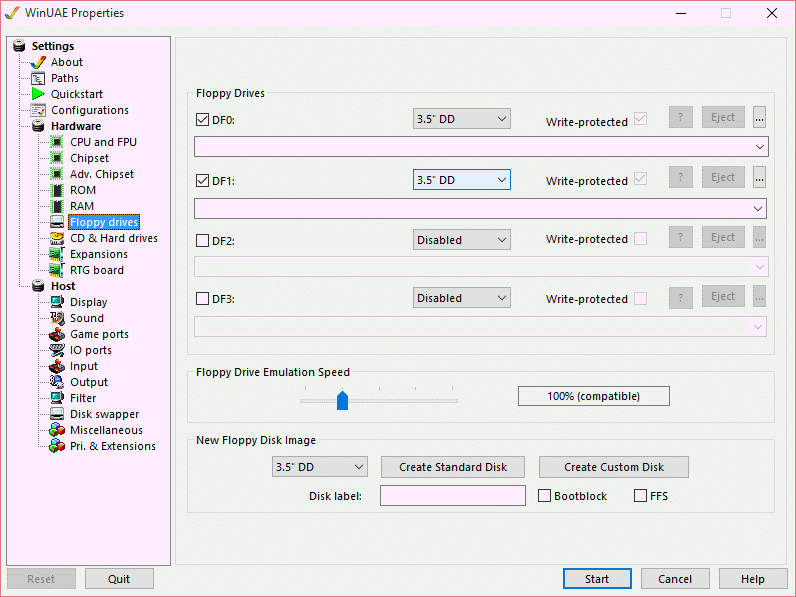 WinUAE Properties
Settings
About
Paths
Quickstart
Configurations
Hardware
CPU and FPU
Chipset
Adv. Chipset
ROM
RAM
Floppy drives
CD & Hard drives
Expansions
RTG board
Host
Display
Sound
Game ports
IO ports
Input
Output
Filter
Disk swapper
Miscellaneous
Pri. & Extensions
Floppy Drives
DF0: 3.5" DD Write-protected ? Eject ...
DF1: 3.5" DD Write-protected ? Eject ...
DF2: Disabled Write-protected ? Eject ...
DF3: Disabled Write-protected ? Eject ...
Floppy Drive Emulation Speed
100% (compatible)
New Floppy Disk Image
3.5" DD Create Standard Disk Create Custom Disk
Disk label: Bootblock FFS
Reset Quit Start Cancel Help